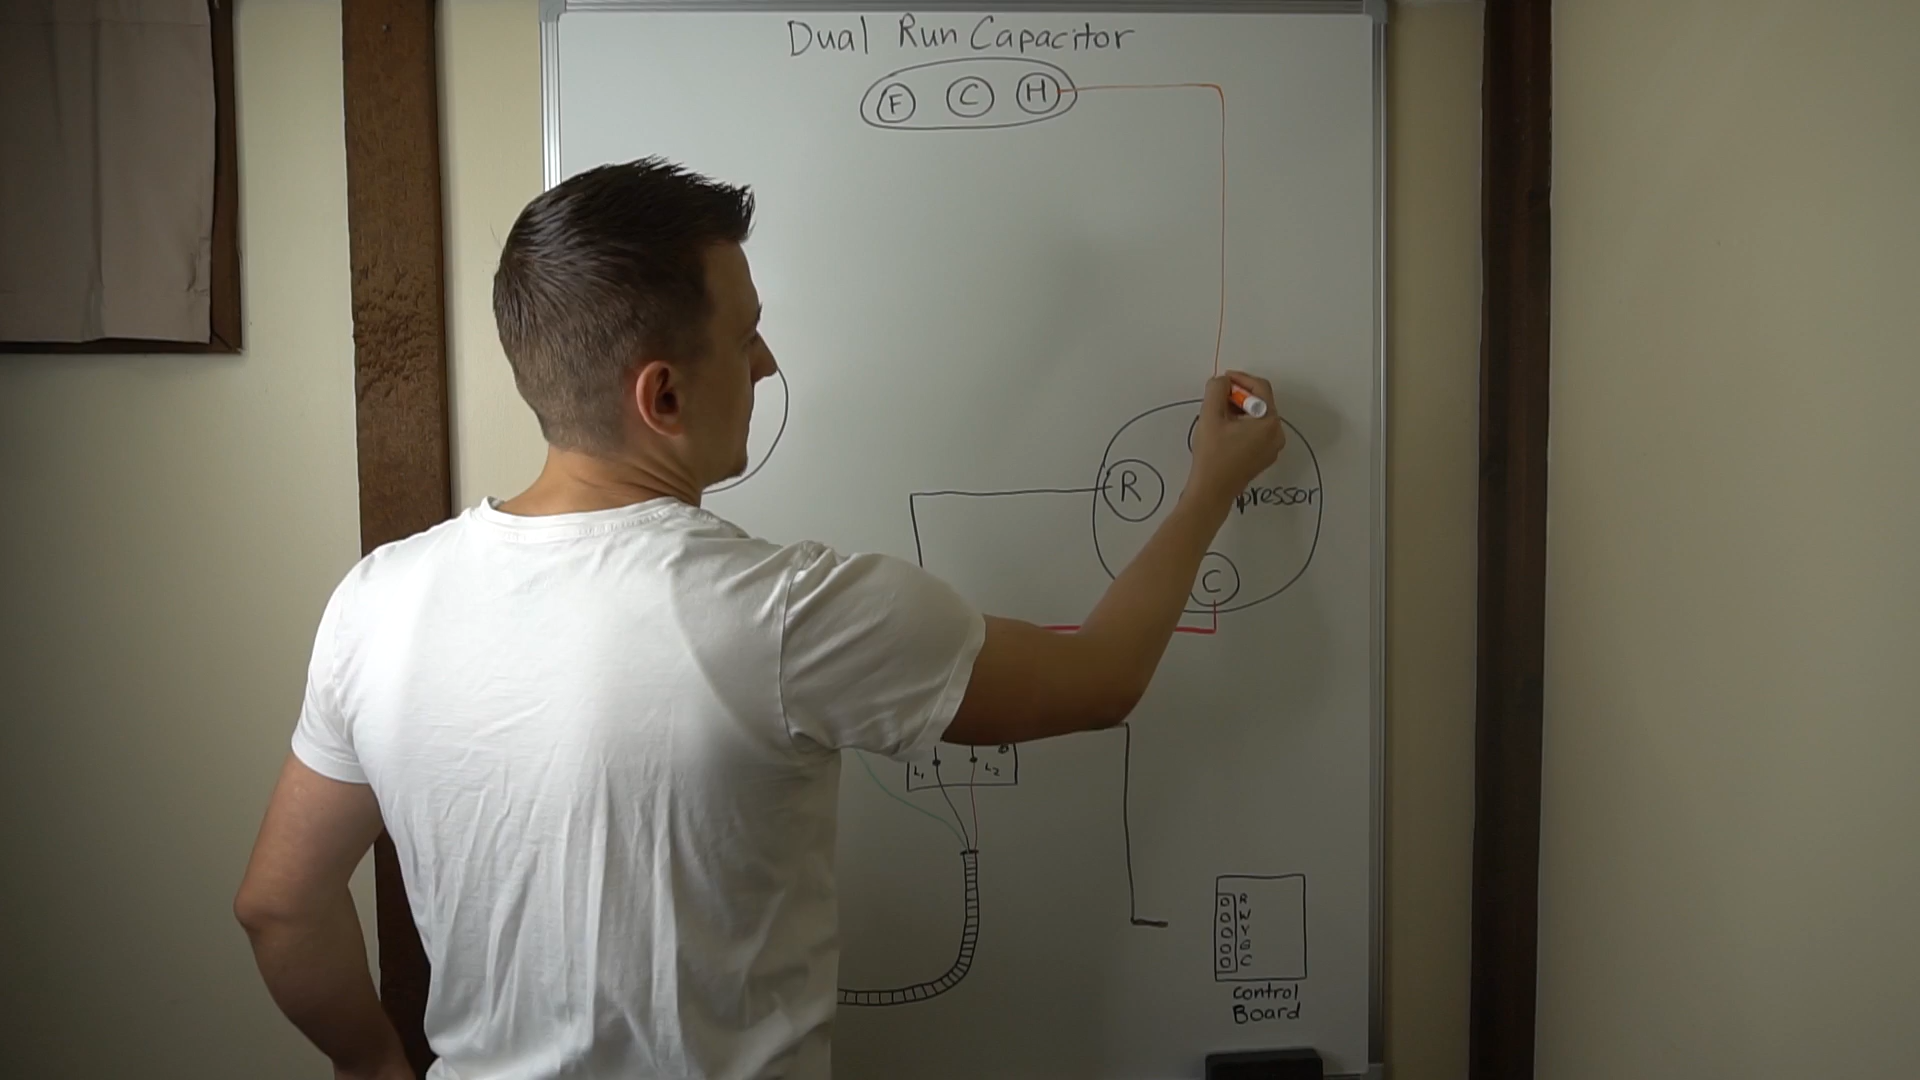 Dual Run Capacitor
F C H
R
pressor
C
L1 L2
R
W
Y
G
C
Control
Board